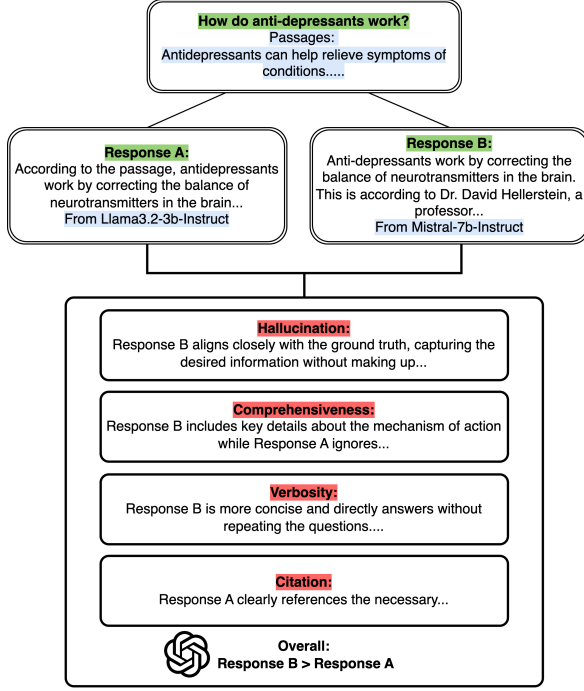 How do anti-depressants work?
Passages:
Antidepressants can help relieve symptoms of
conditions.....
Response A:
According to the passage, antidepressants
work by correcting the balance of
neurotransmitters in the brain...
From Llama3.2-3b-Instruct
Response B:
Anti-depressants work by correcting the
balance of neurotransmitters in the brain.
This is according to Dr. David Hellerstein, a
professor...
From Mistral-7b-Instruct
Hallucination:
Response B aligns closely with the ground truth, capturing the
desired information without making up...
Comprehensiveness:
Response B includes key details about the mechanism of action
while Response A ignores...
Verbosity:
Response B is more concise and directly answers without
repeating the questions....
Citation:
Response A clearly references the necessary...
Overall:
Response B > Response A